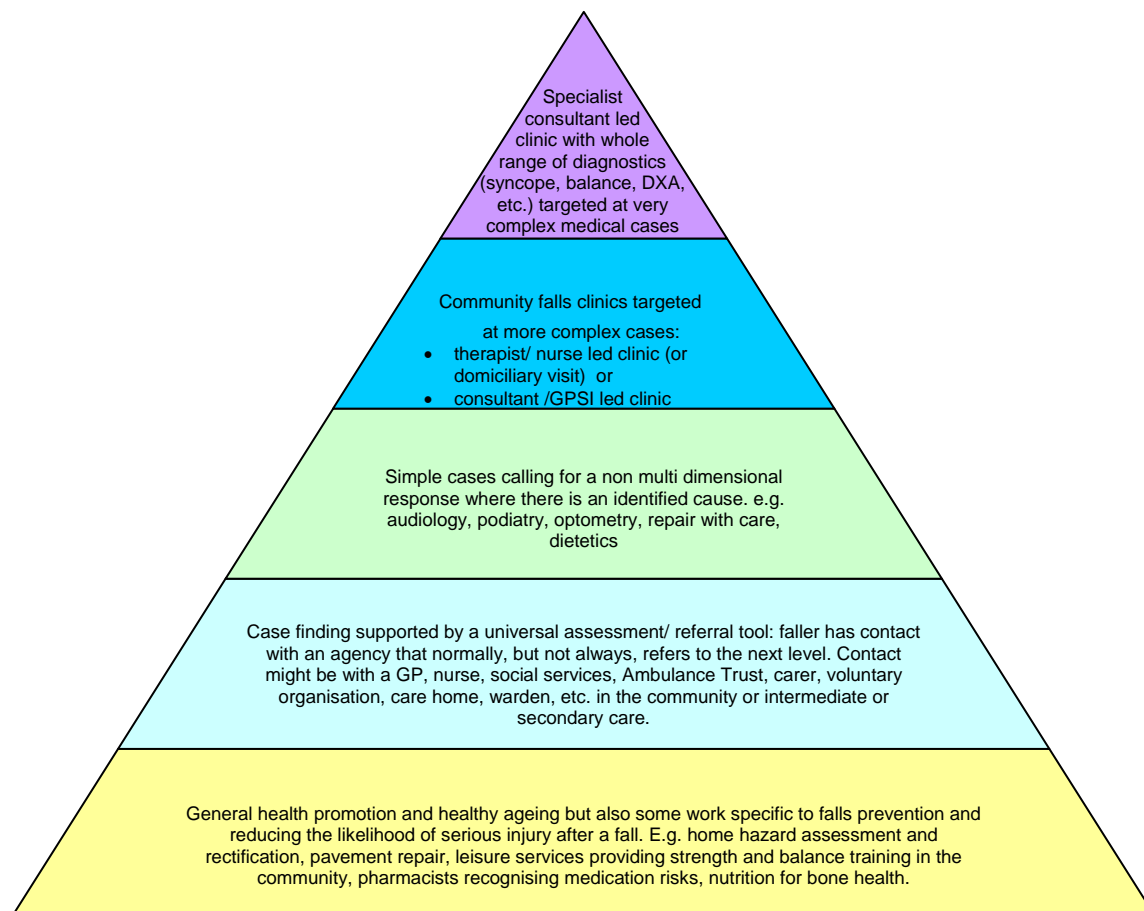 Specialist
consultant led
clinic with whole
range of diagnostics
(syncope, balance, DXA,
etc.) targeted at very
complex medical cases
Community falls clinics targeted
at more complex cases:
• therapist/ nurse led clinic (or
domiciliary visit)  or
• consultant /GPSI led clinic
Simple cases calling for a non multi dimensional
response where there is an identified cause. e.g.
audiology, podiatry, optometry, repair with care,
dietetics
Case finding supported by a universal assessment/ referral tool: faller has contact
with an agency that normally, but not always, refers to the next level. Contact
might be with a GP, nurse, social services, Ambulance Trust, carer, voluntary
organisation, care home, warden, etc. in the community or intermediate or
secondary care.
General health promotion and healthy ageing but also some work specific to falls prevention and
reducing the likelihood of serious injury after a fall. E.g. home hazard assessment and
rectification, pavement repair, leisure services providing strength and balance training in the
community, pharmacists recognising medication risks, nutrition for bone health.